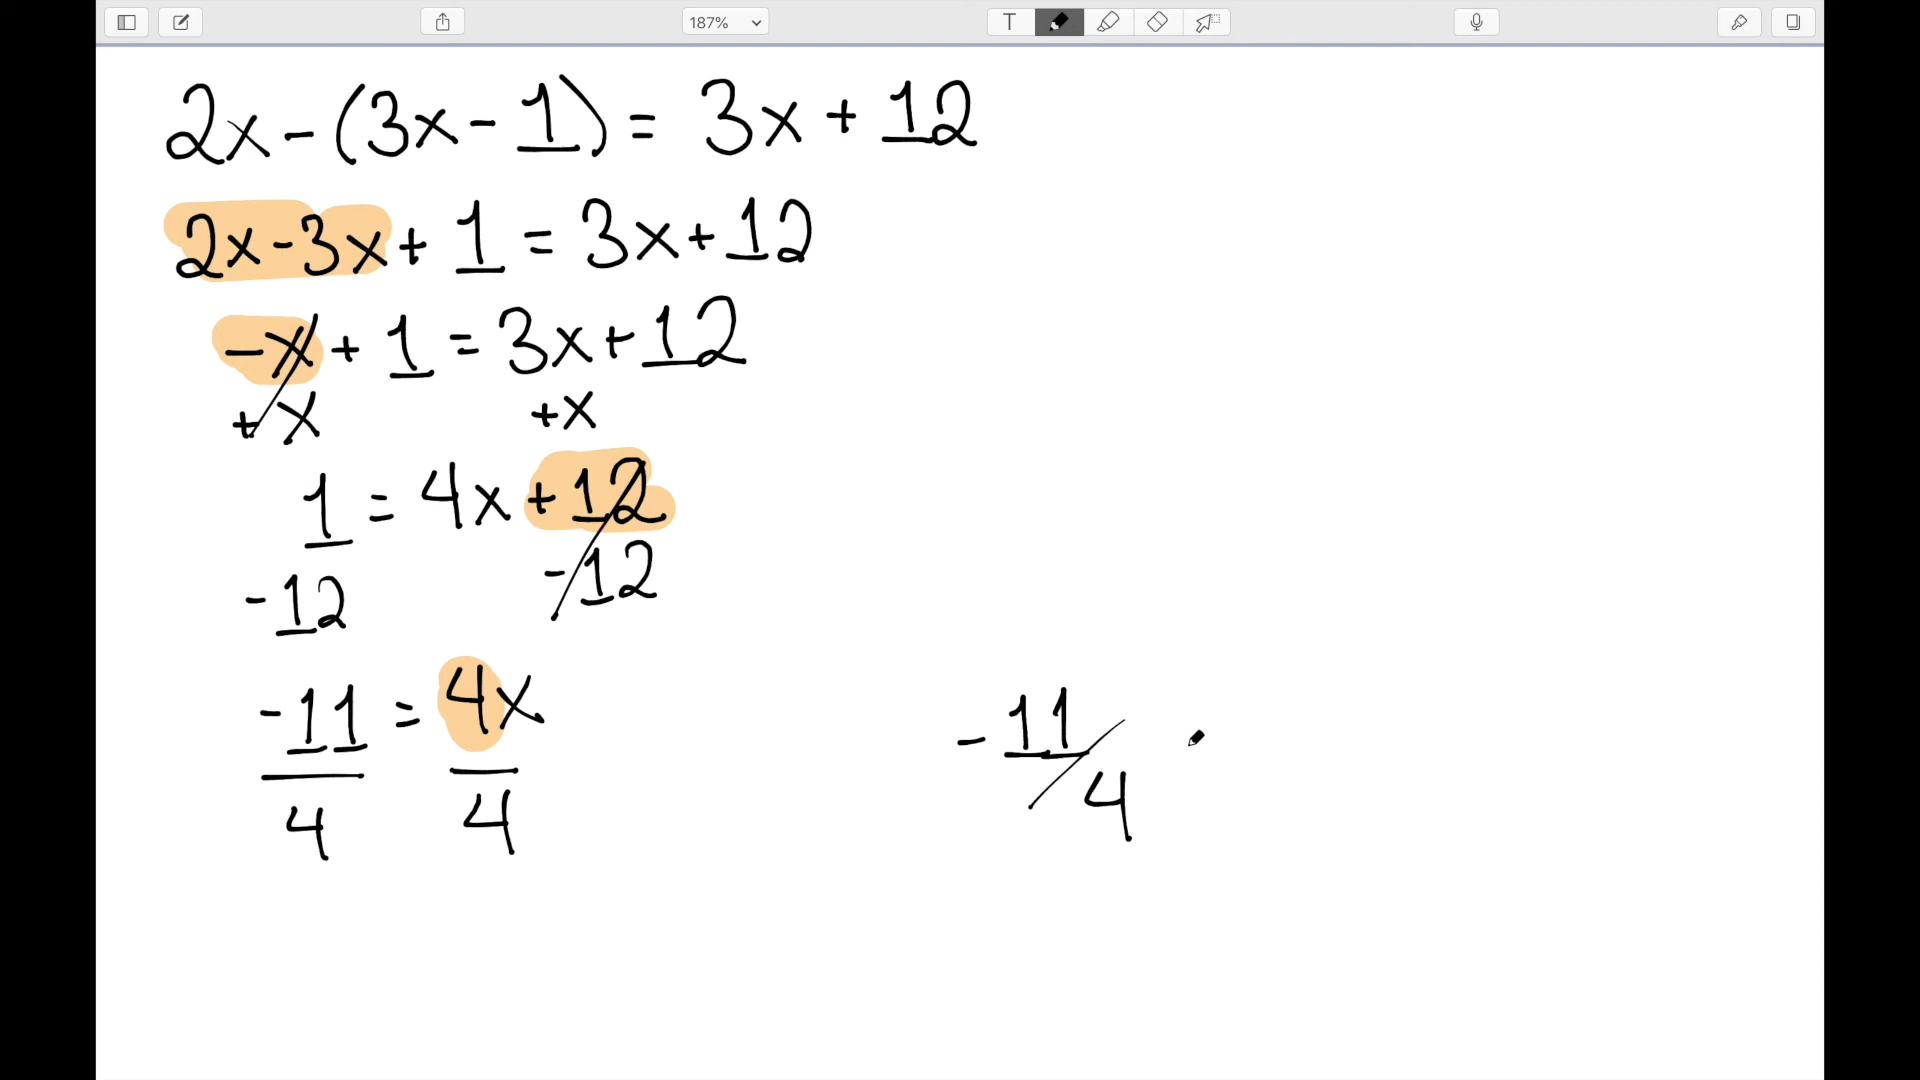 187%
T
2x - (3x - 1) = 3x + 12
2x - 3x + 1 = 3x + 12
-x + 1 = 3x + 12
+x +x
1 = 4x + 12
-12 -12
-11 = 4x
4 4
-11/4